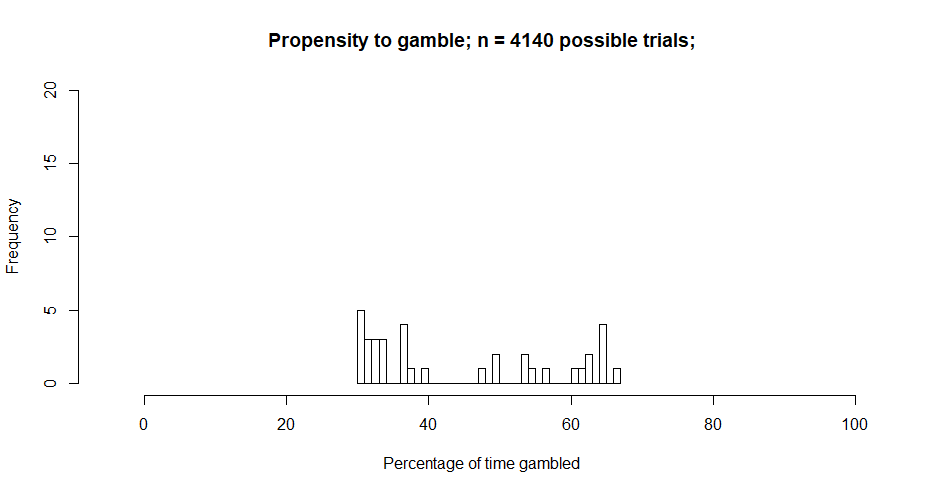 Propensity to gamble; n = 4140 possible trials;
20
15
10
5
0
Frequency
0 20 40 60 80 100
Percentage of time gambled